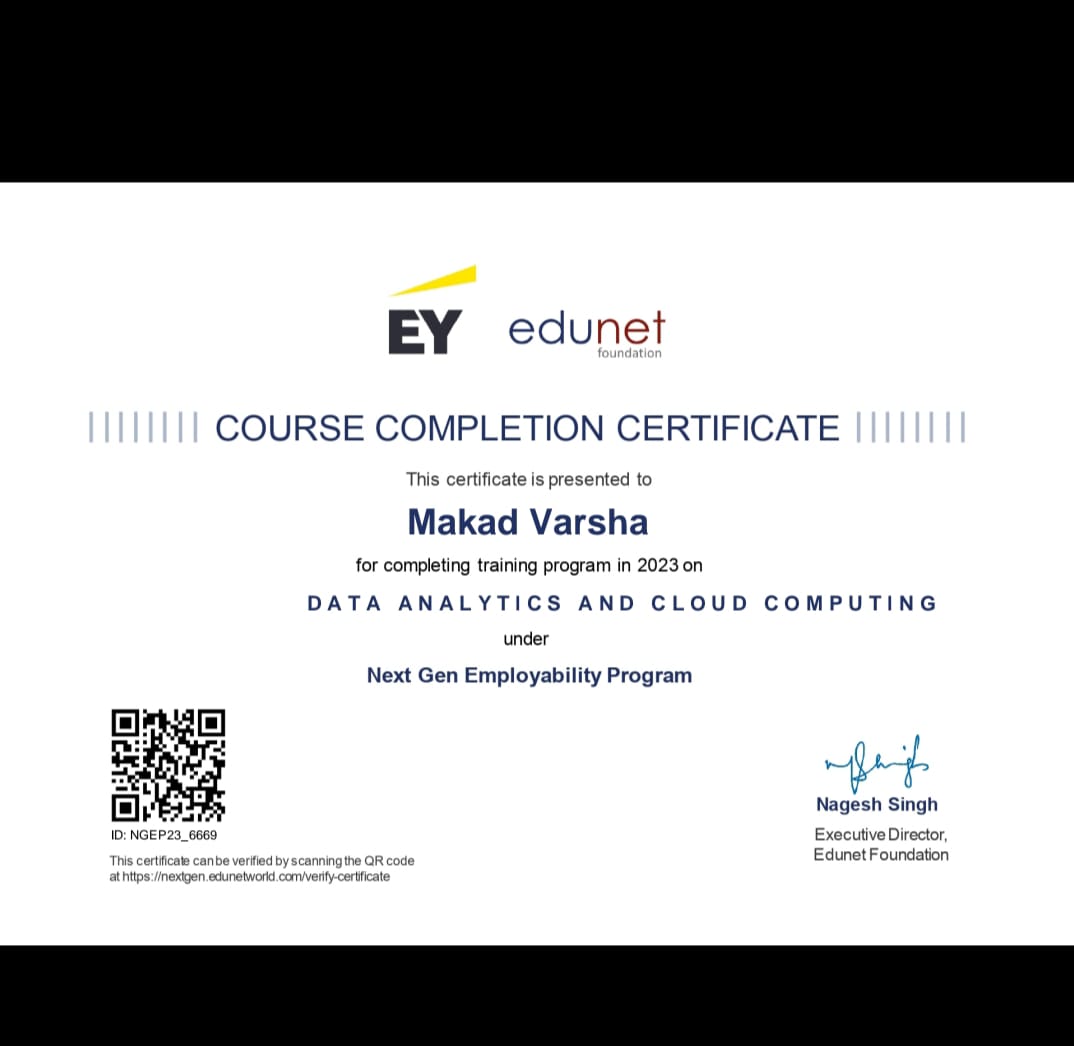 EY edunet
foundation
COURSE COMPLETION CERTIFICATE
This certificate is presented to
Makad Varsha
for completing training program in 2023 on
DATA ANALYTICS AND CLOUD COMPUTING
under
Next Gen Employability Program
ID: NGEP23_6669
This certificate can be verified by scanning the QR code
at https://nextgen.edunetworld.com/verify-certificate
Nagesh Singh
Executive Director,
Edunet Foundation